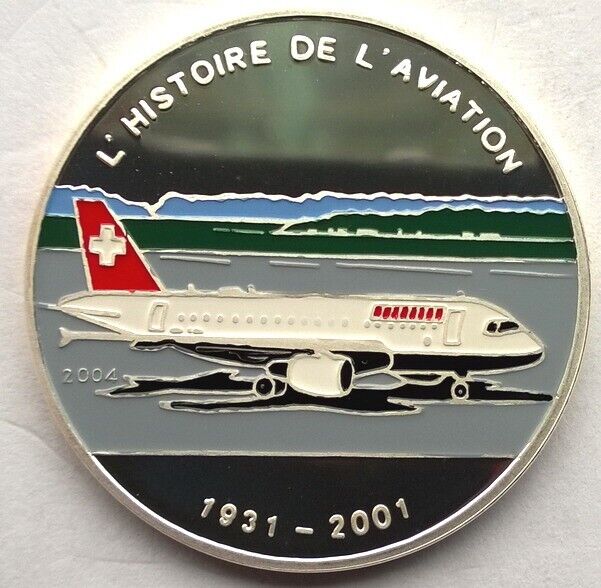 L' HISTOIRE DE L'AVIATION
2004
1931 - 2001